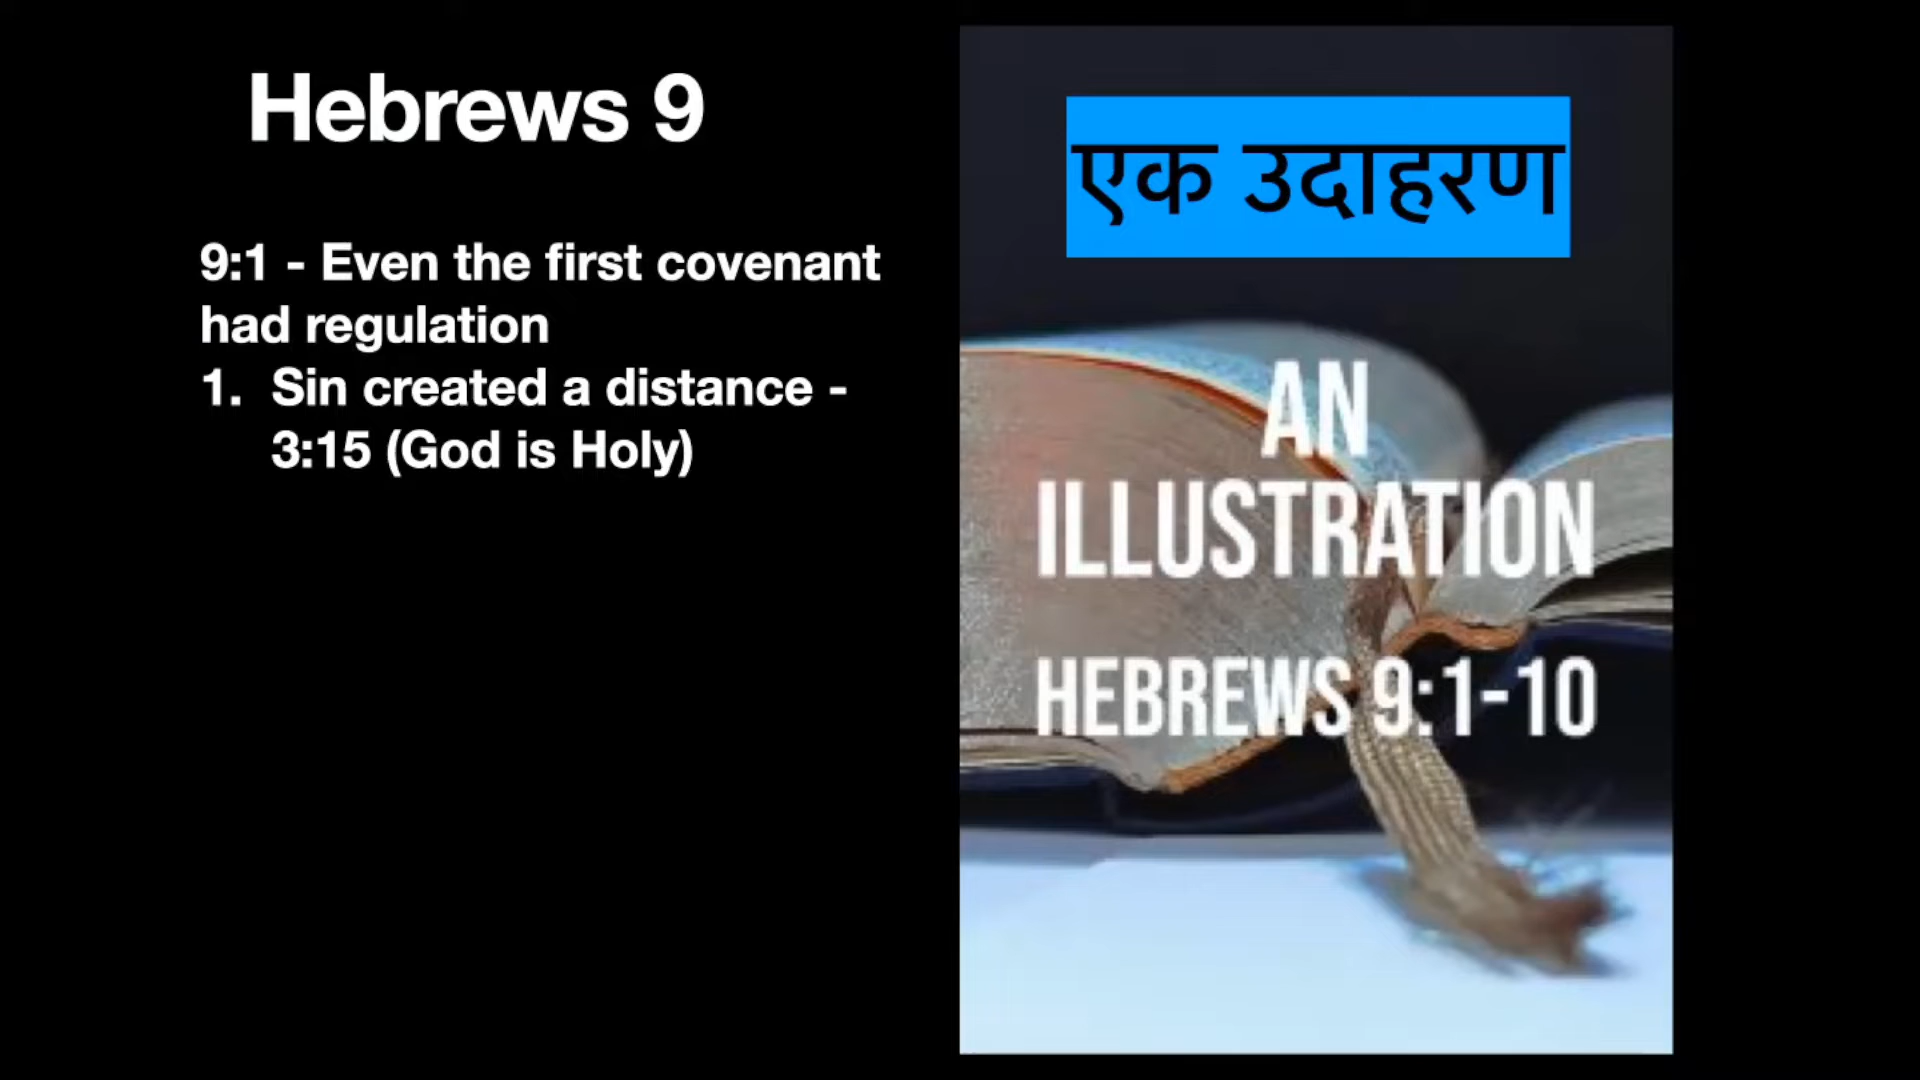 Hebrews 9
9:1 - Even the first covenant
had regulation
1. Sin created a distance -
3:15 (God is Holy)
एक उदाहरण
AN
ILLUSTRATION
HEBREWS 9:1-10